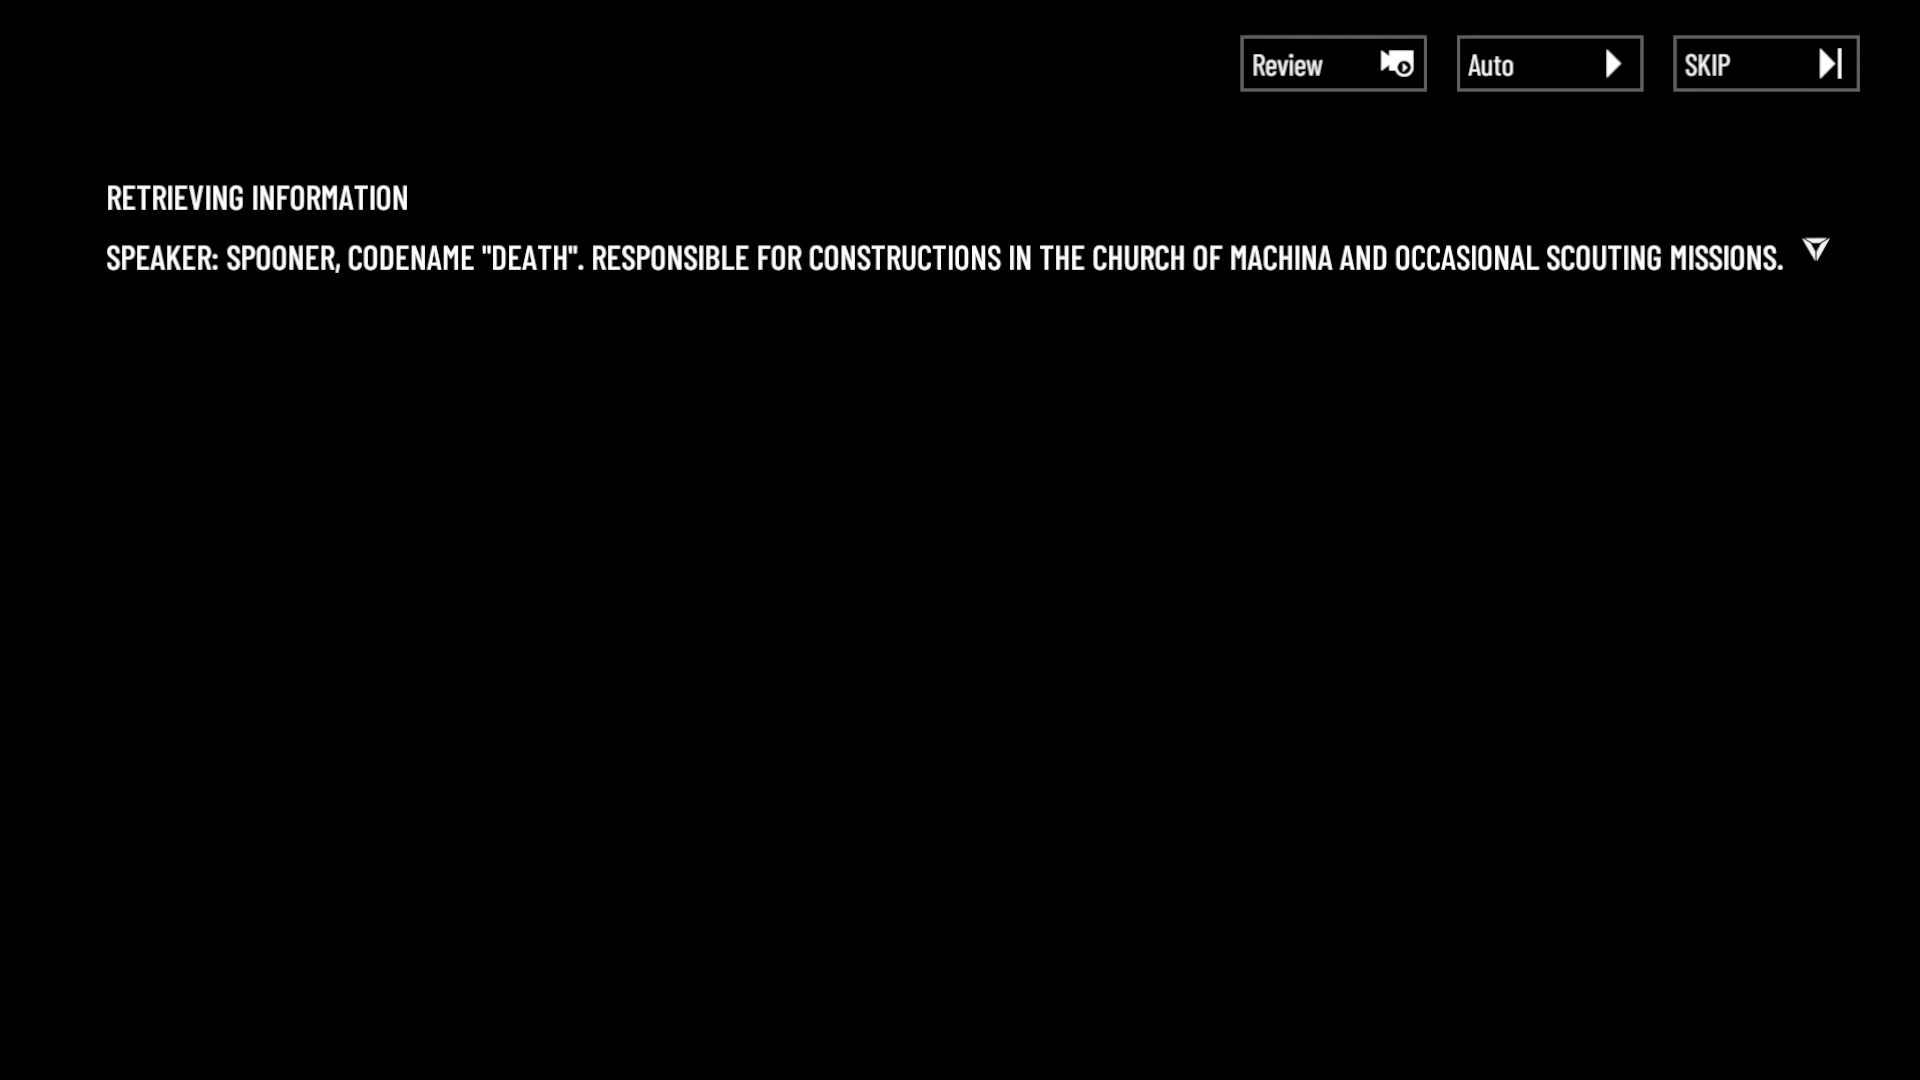 Review
Auto
SKIP
RETRIEVING INFORMATION
SPEAKER: SPOONER, CODENAME "DEATH". RESPONSIBLE FOR CONSTRUCTIONS IN THE CHURCH OF MACHINA AND OCCASIONAL SCOUTING MISSIONS.